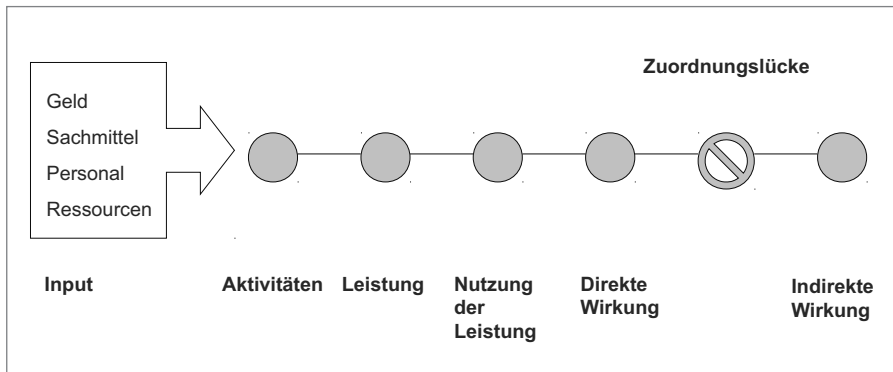 Zuordnungslücke
Geld
Sachmittel
Personal
Ressourcen
Input
Aktivitäten
Leistung
Nutzung
der
Leistung
Direkte
Wirkung
Indirekte
Wirkung